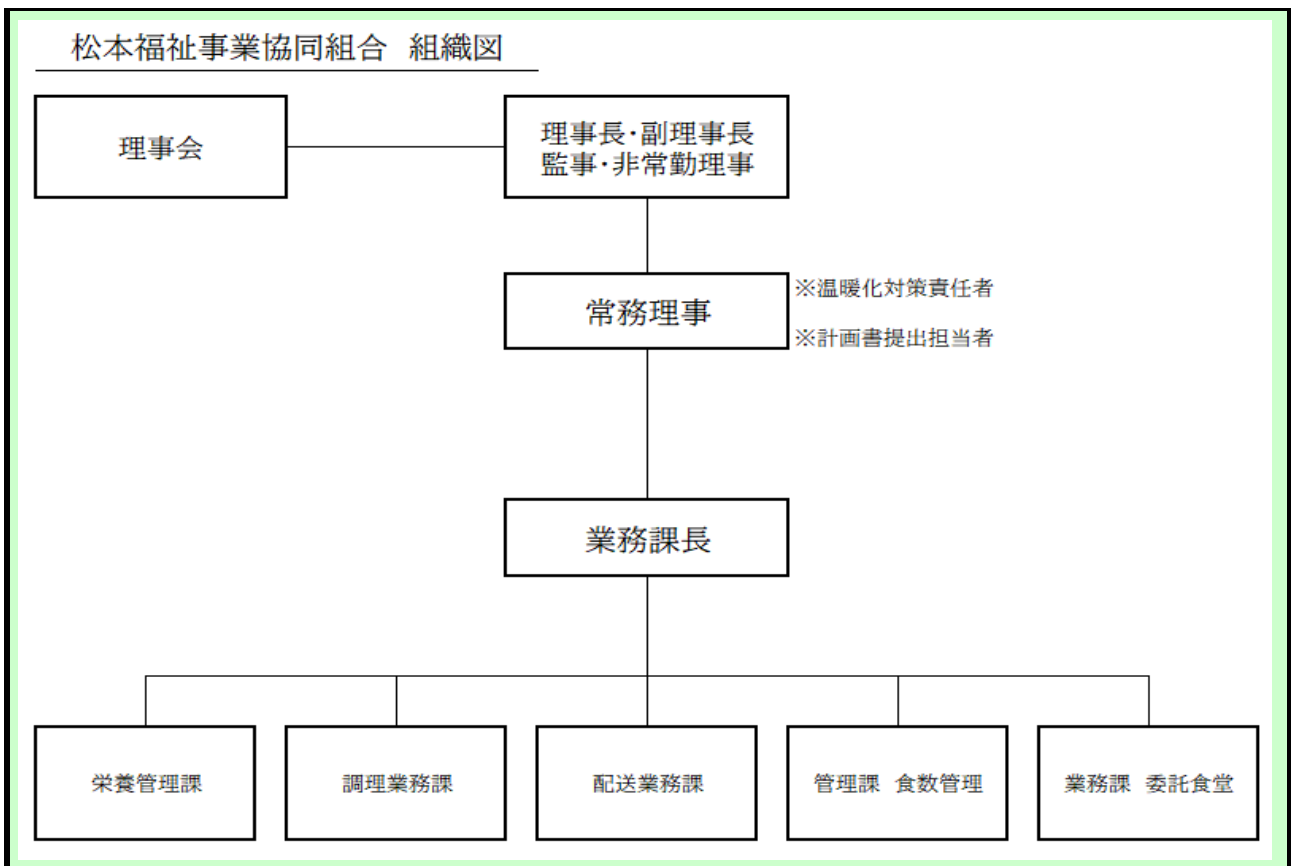 松本福祉事業協同組合　組織図
理事会
理事長・副理事長
監事・非常勤理事
常務理事
※温暖化対策責任者
※計画書提出担当者
業務課長
栄養管理課
調理業務課
配送業務課
管理課　食数管理
業務課　委託食堂